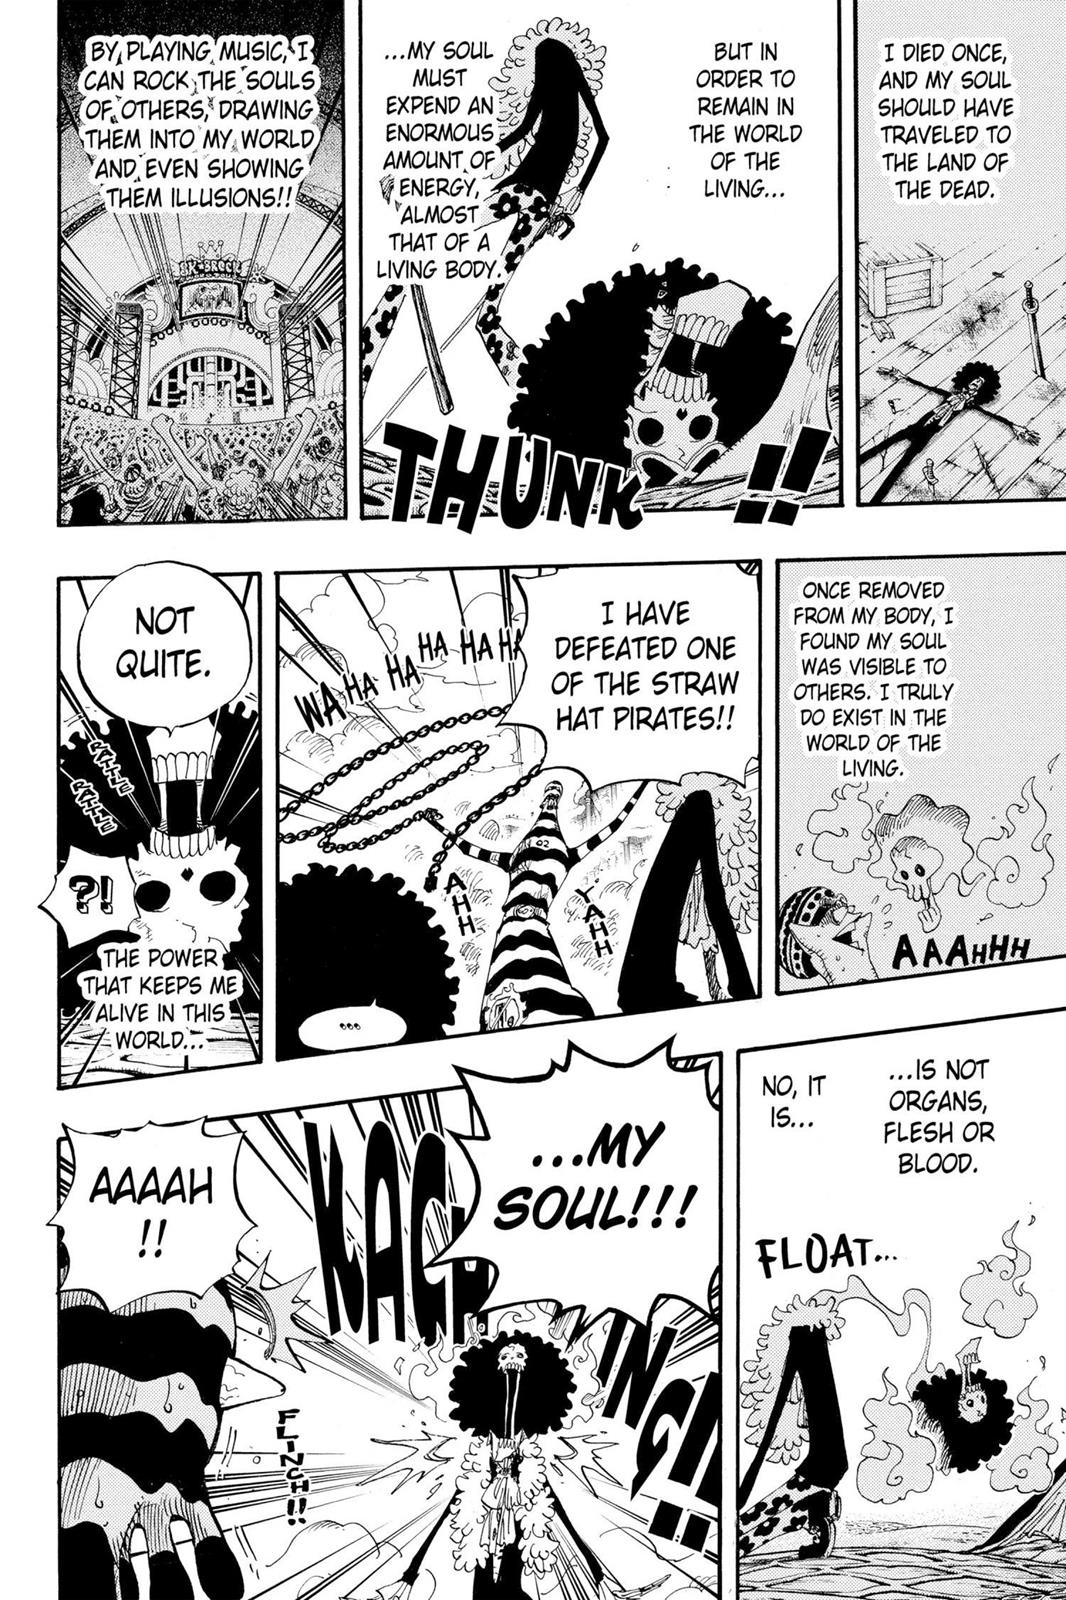 I DIED ONCE,
AND MY SOUL
SHOULD HAVE
TRAVELED TO
THE LAND OF
THE DEAD.
BUT IN
ORDER TO
REMAIN IN
THE WORLD
OF THE
LIVING...
...MY SOUL
MUST
EXPEND AN
ENORMOUS
AMOUNT OF
ENERGY,
ALMOST
THAT OF A
LIVING BODY.
THUNK !!
BY PLAYING MUSIC, I
CAN ROCK THE SOULS
OF OTHERS, DRAWING
THEM INTO MY WORLD
AND EVEN SHOWING
THEM ILLUSIONS!!
ONCE REMOVED
FROM MY BODY, I
FOUND MY SOUL
WAS VISIBLE TO
OTHERS. I TRULY
DO EXIST IN THE
WORLD OF THE
LIVING.
AAAHHH
I HAVE
DEFEATED ONE
OF THE STRAW
HAT PIRATES!!
WA HA HA HA HA HA
02
YAHH
AHH
NOT
QUITE.
RATTLE
RATTLE
?!
THE POWER
THAT KEEPS ME
ALIVE IN THIS
WORLD...
...IS NOT
ORGANS,
FLESH OR
BLOOD.
NO, IT
IS...
FLOAT...
...MY
SOUL!!!
KACHING!!
AAAAH
!!
FLINCH!!